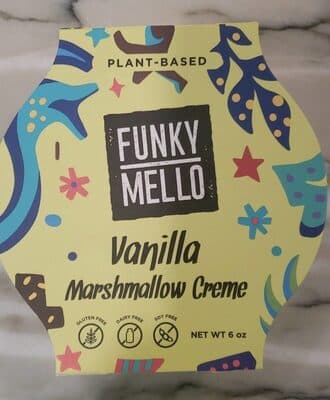 PLANT-BASED
FUNKY
MELLO
Vanilla
Marshmallow Creme
GLUTEN FREE DAIRY FREE SOY FREE
NET WT 6 oz